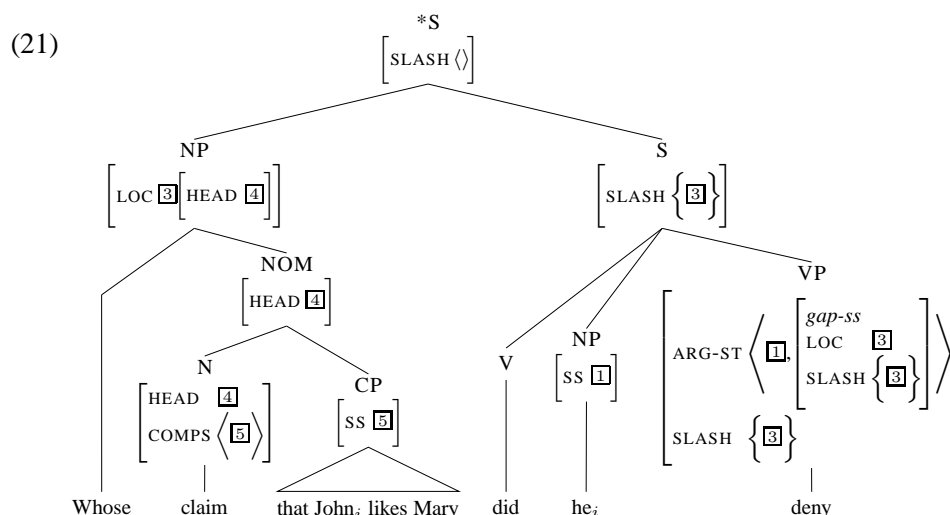 (21)
*S
[SLASH ⟨⟩]
NP S
[LOC 3[HEAD 4]] [SLASH {3}]
NOM VP
[HEAD 4] [ARG-ST ⟨1, [gap-ss
LOC 3
SLASH {3}]⟩
SLASH {3}]
N CP V NP
[HEAD 4
COMPS ⟨5⟩] [SS 5] [SS 1]
Whose claim that John_i likes Mary did he_i deny